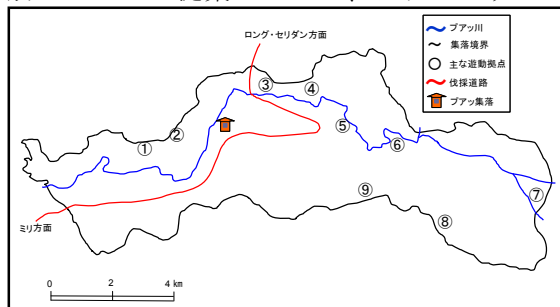 ロング・セリダン方面
ブアッ川
集落境界
主な遊動拠点
伐採道路
ブアッ集落
③
④
②
①
⑤
⑥
⑨
⑦
⑧
ミリ方面
0 2 4 km